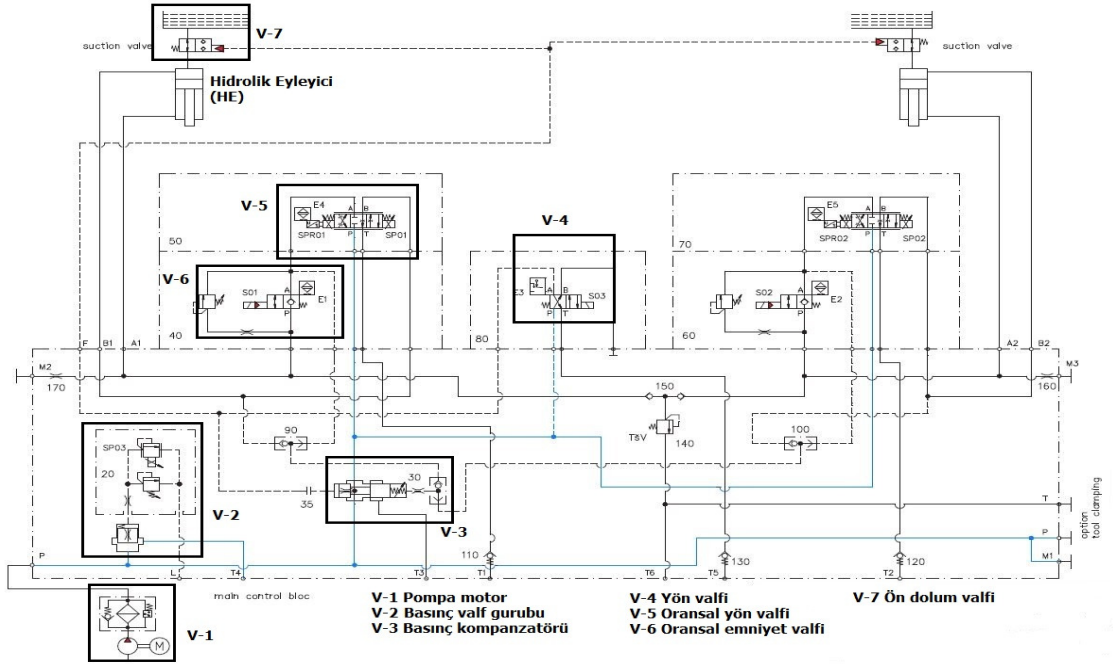 V-7
suction valve
suction valve
Hidrolik Eyleyici
(HE)
V-5
E4
A B
SPR01
P T
SP01
50
V-4
E5
A B
SPR02
P T
SP02
70
V-6
S01
A
E1
P
40
E3
A B
S03
P T
80
S02
A
E2
P
60
F B1 A1
A2 B2
M2
170
150
160
M3
90
TSV
140
100
SP03
20
V-2
30
35
V-3
T
P
M1
option
tool clamping
110
130
120
P
L T4 T3 T1 T6 T5 T2
main control bloc
V-1
M
V-1 Pompa motor
V-2 Basınç valf gurubu
V-3 Basınç kompanzatörü
V-4 Yön valfi
V-5 Oransal yön valfi
V-6 Oransal emniyet valfi
V-7 Ön dolum valfi